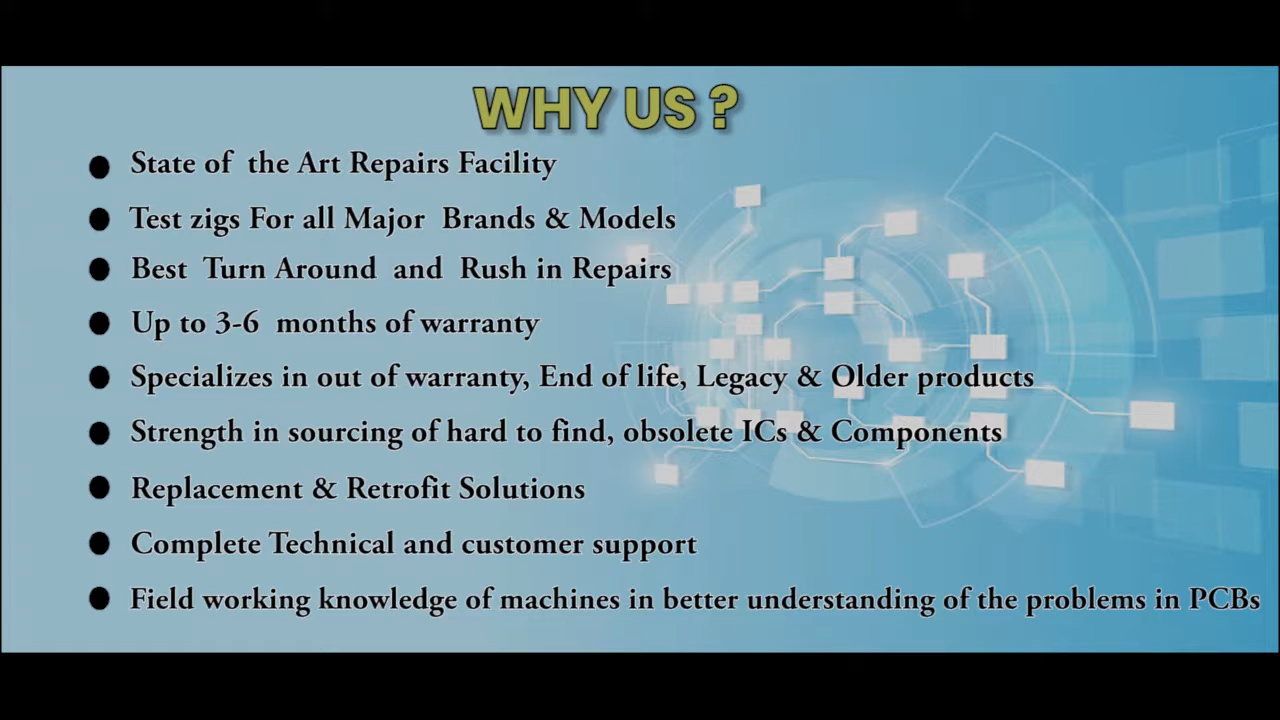 WHY US ?
State of the Art Repairs Facility
Test zigs For all Major Brands & Models
Best Turn Around and Rush in Repairs
Up to 3-6 months of warranty
Specializes in out of warranty, End of life, Legacy & Older products
Strength in sourcing of hard to find, obsolete ICs & Components
Replacement & Retrofit Solutions
Complete Technical and customer support
Field working knowledge of machines in better understanding of the problems in PCBs